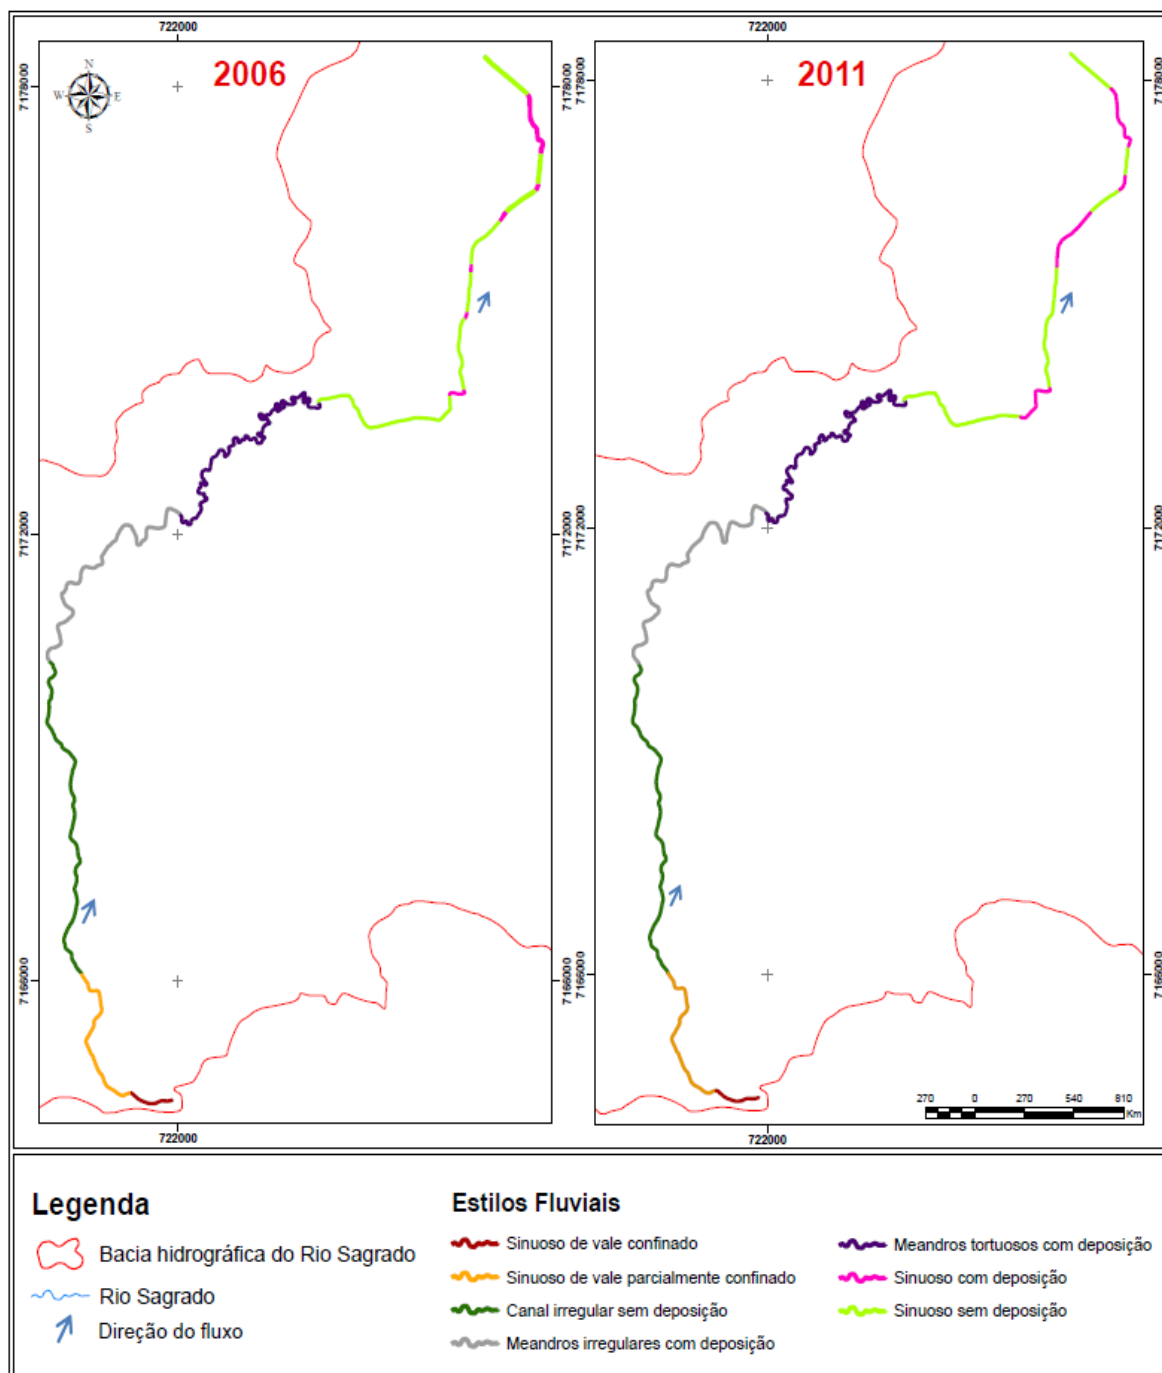 722000
722000
2006
2011
N
W E
S
7178000
7178000
7178000
7172000
7172000
7172000
7166000
7166000
7166000
270 0 270 540 810
Km
722000
722000
Legenda
Bacia hidrográfica do Rio Sagrado
Rio Sagrado
Direção do fluxo
Estilos Fluviais
Sinuoso de vale confinado
Sinuoso de vale parcialmente confinado
Canal irregular sem deposição
Meandros irregulares com deposição
Meandros tortuosos com deposição
Sinuoso com deposição
Sinuoso sem deposição